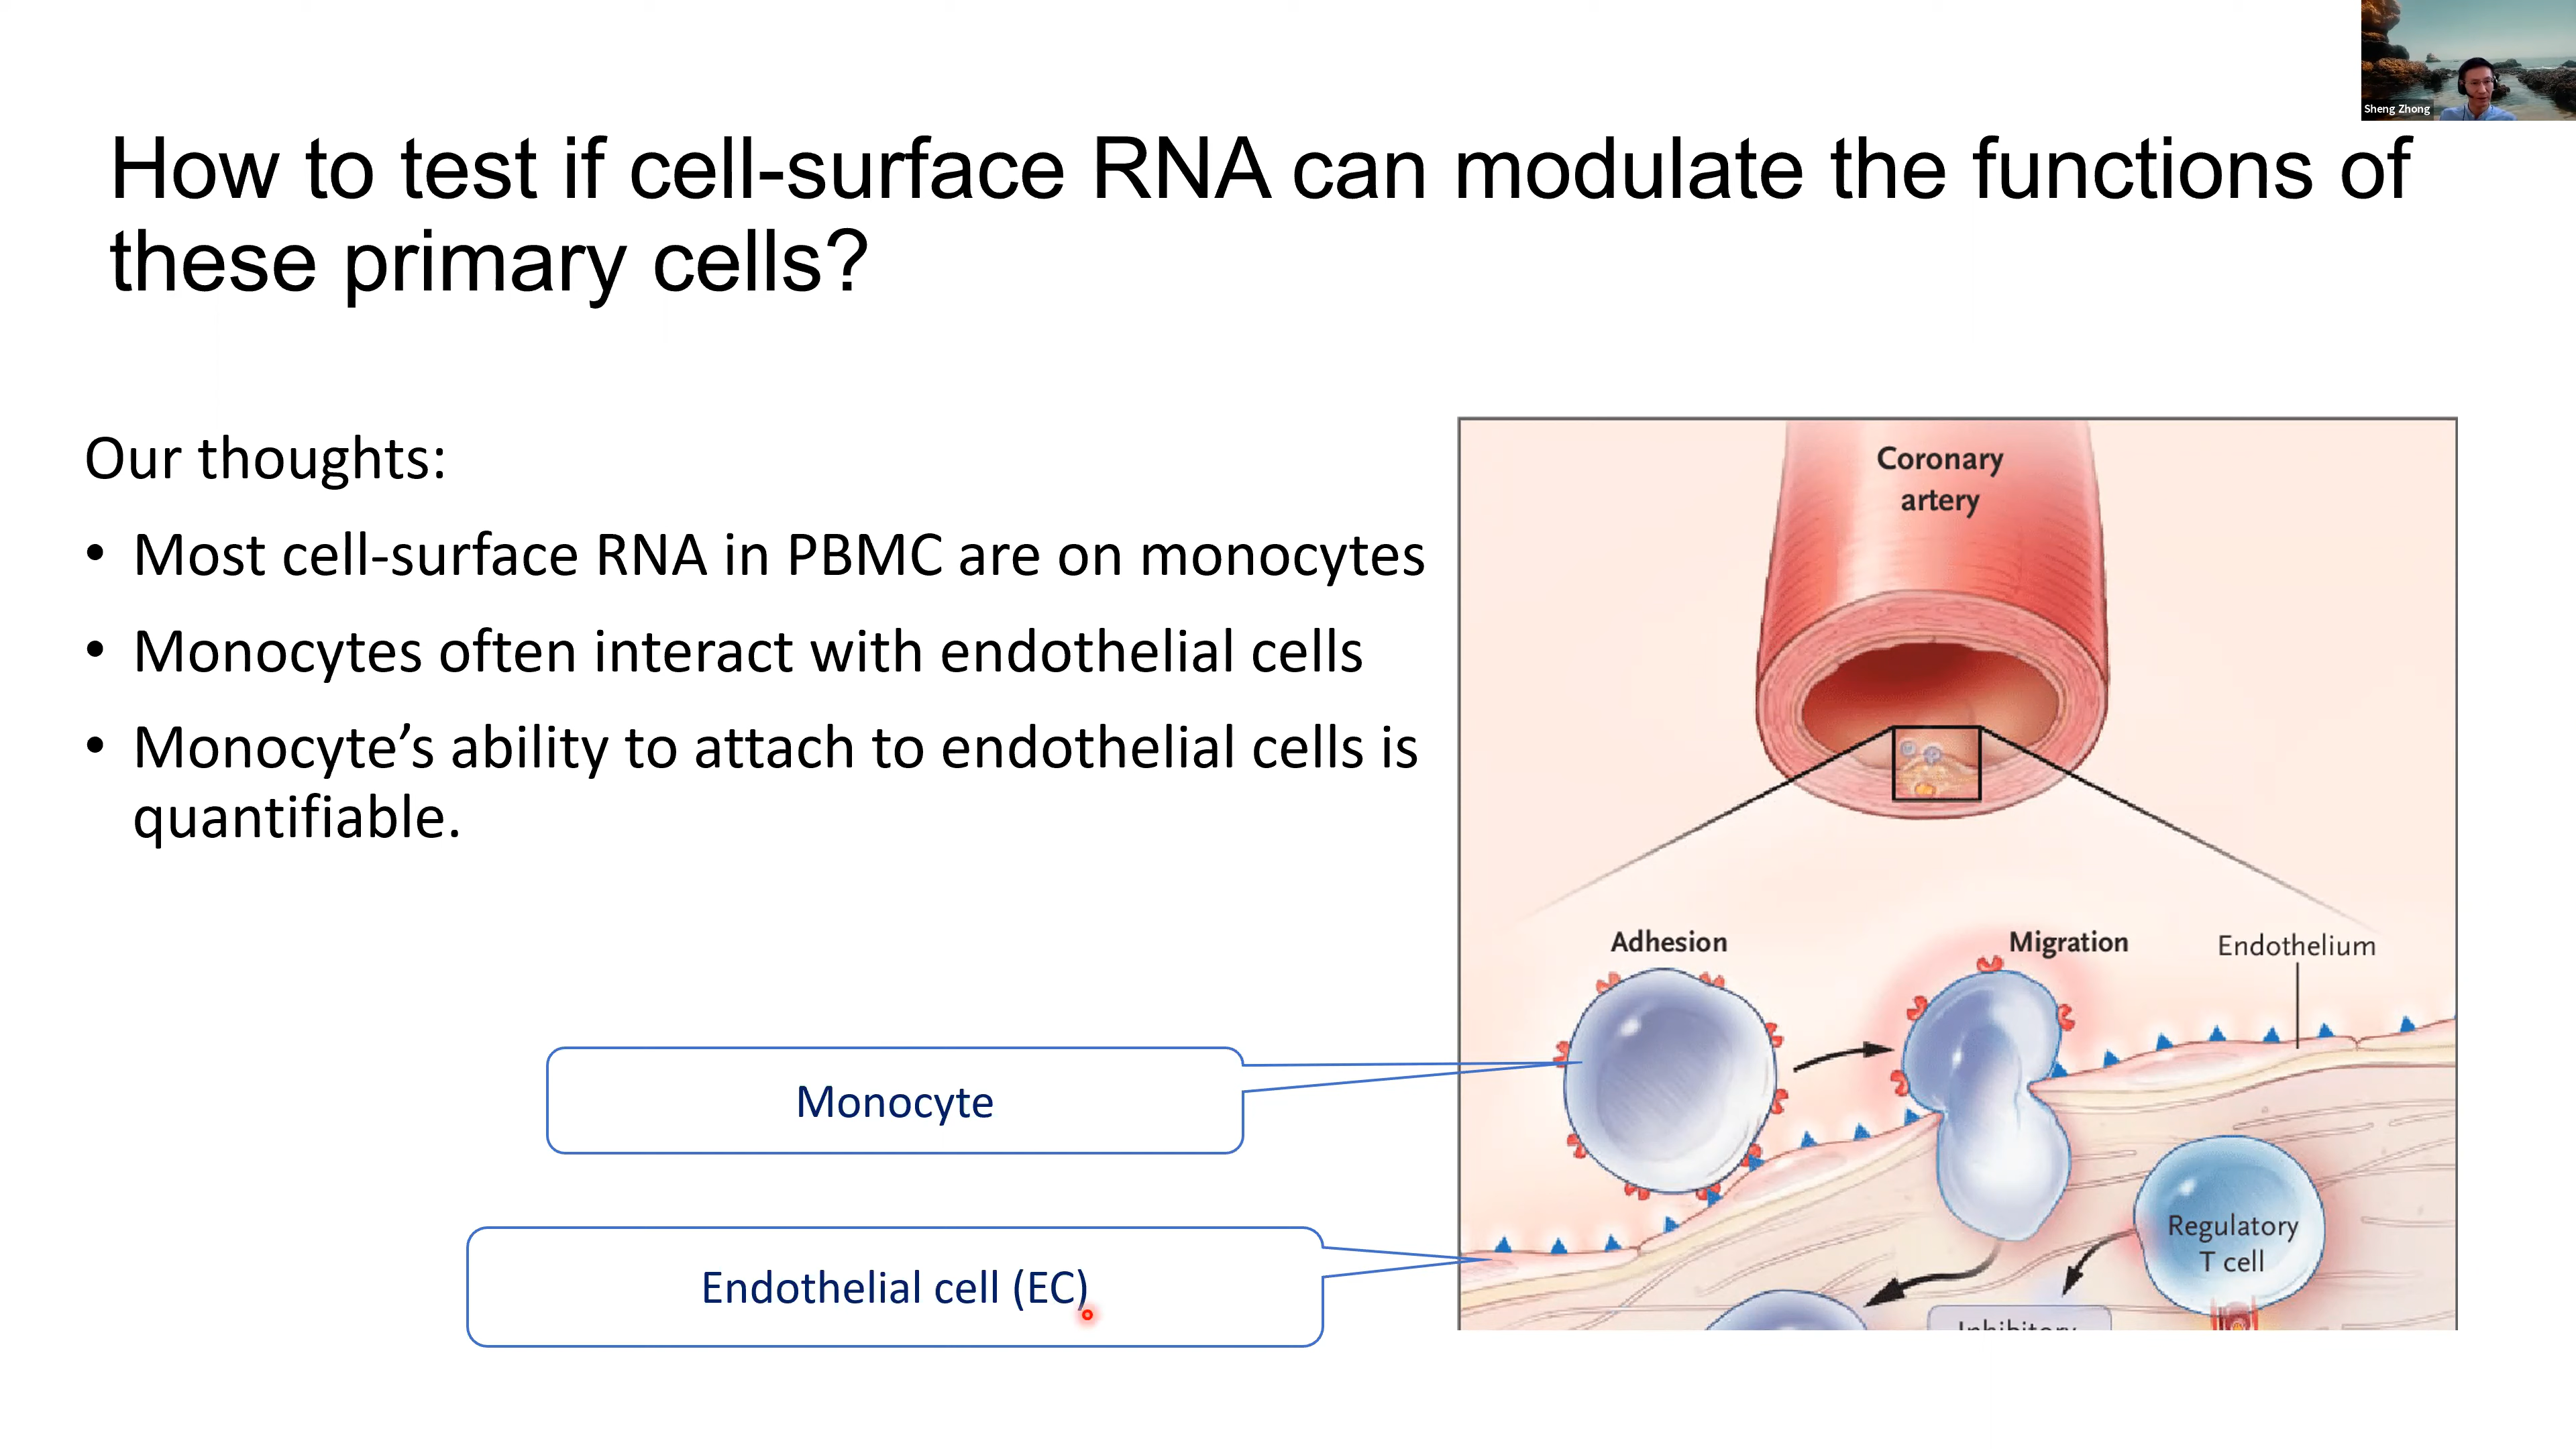 Sheng Zhong
How to test if cell-surface RNA can modulate the functions of
these primary cells?
Our thoughts:
• Most cell-surface RNA in PBMC are on monocytes
• Monocytes often interact with endothelial cells
• Monocyte’s ability to attach to endothelial cells is
quantifiable.
Coronary
artery
Adhesion
Migration
Endothelium
Monocyte
Endothelial cell (EC)
Regulatory
T cell